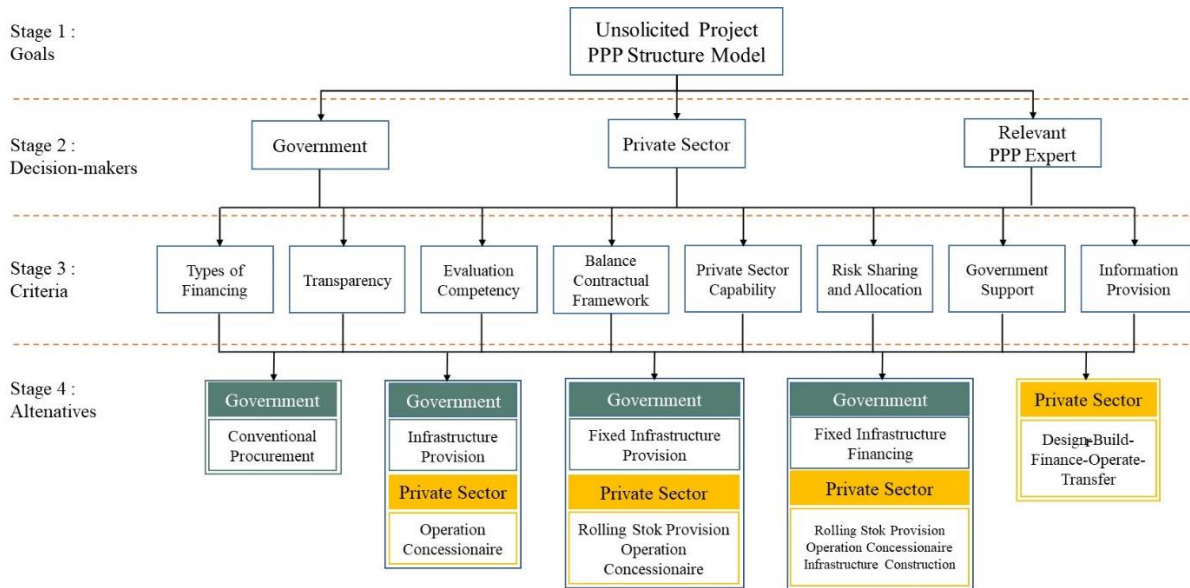 Stage 1 :
Goals
Unsolicited Project
PPP Structure Model
Stage 2 :
Decision-makers
Government
Private Sector
Relevant
PPP Expert
Stage 3 :
Criteria
Types of
Financing
Transparency
Evaluation
Competency
Balance
Contractual
Framework
Private Sector
Capability
Risk Sharing
and Allocation
Government
Support
Information
Provision
Stage 4 :
Altenatives
Government
Conventional
Procurement
Government
Infrastructure
Provision
Private Sector
Operation
Concessionaire
Government
Fixed Infrastructure
Provision
Private Sector
Rolling Stok Provision
Operation
Concessionaire
Government
Fixed Infrastructure
Financing
Private Sector
Rolling Stok Provision
Operation Concessionaire
Infrastructure Construction
Private Sector
Design-Build-
Finance-Operate-
Transfer